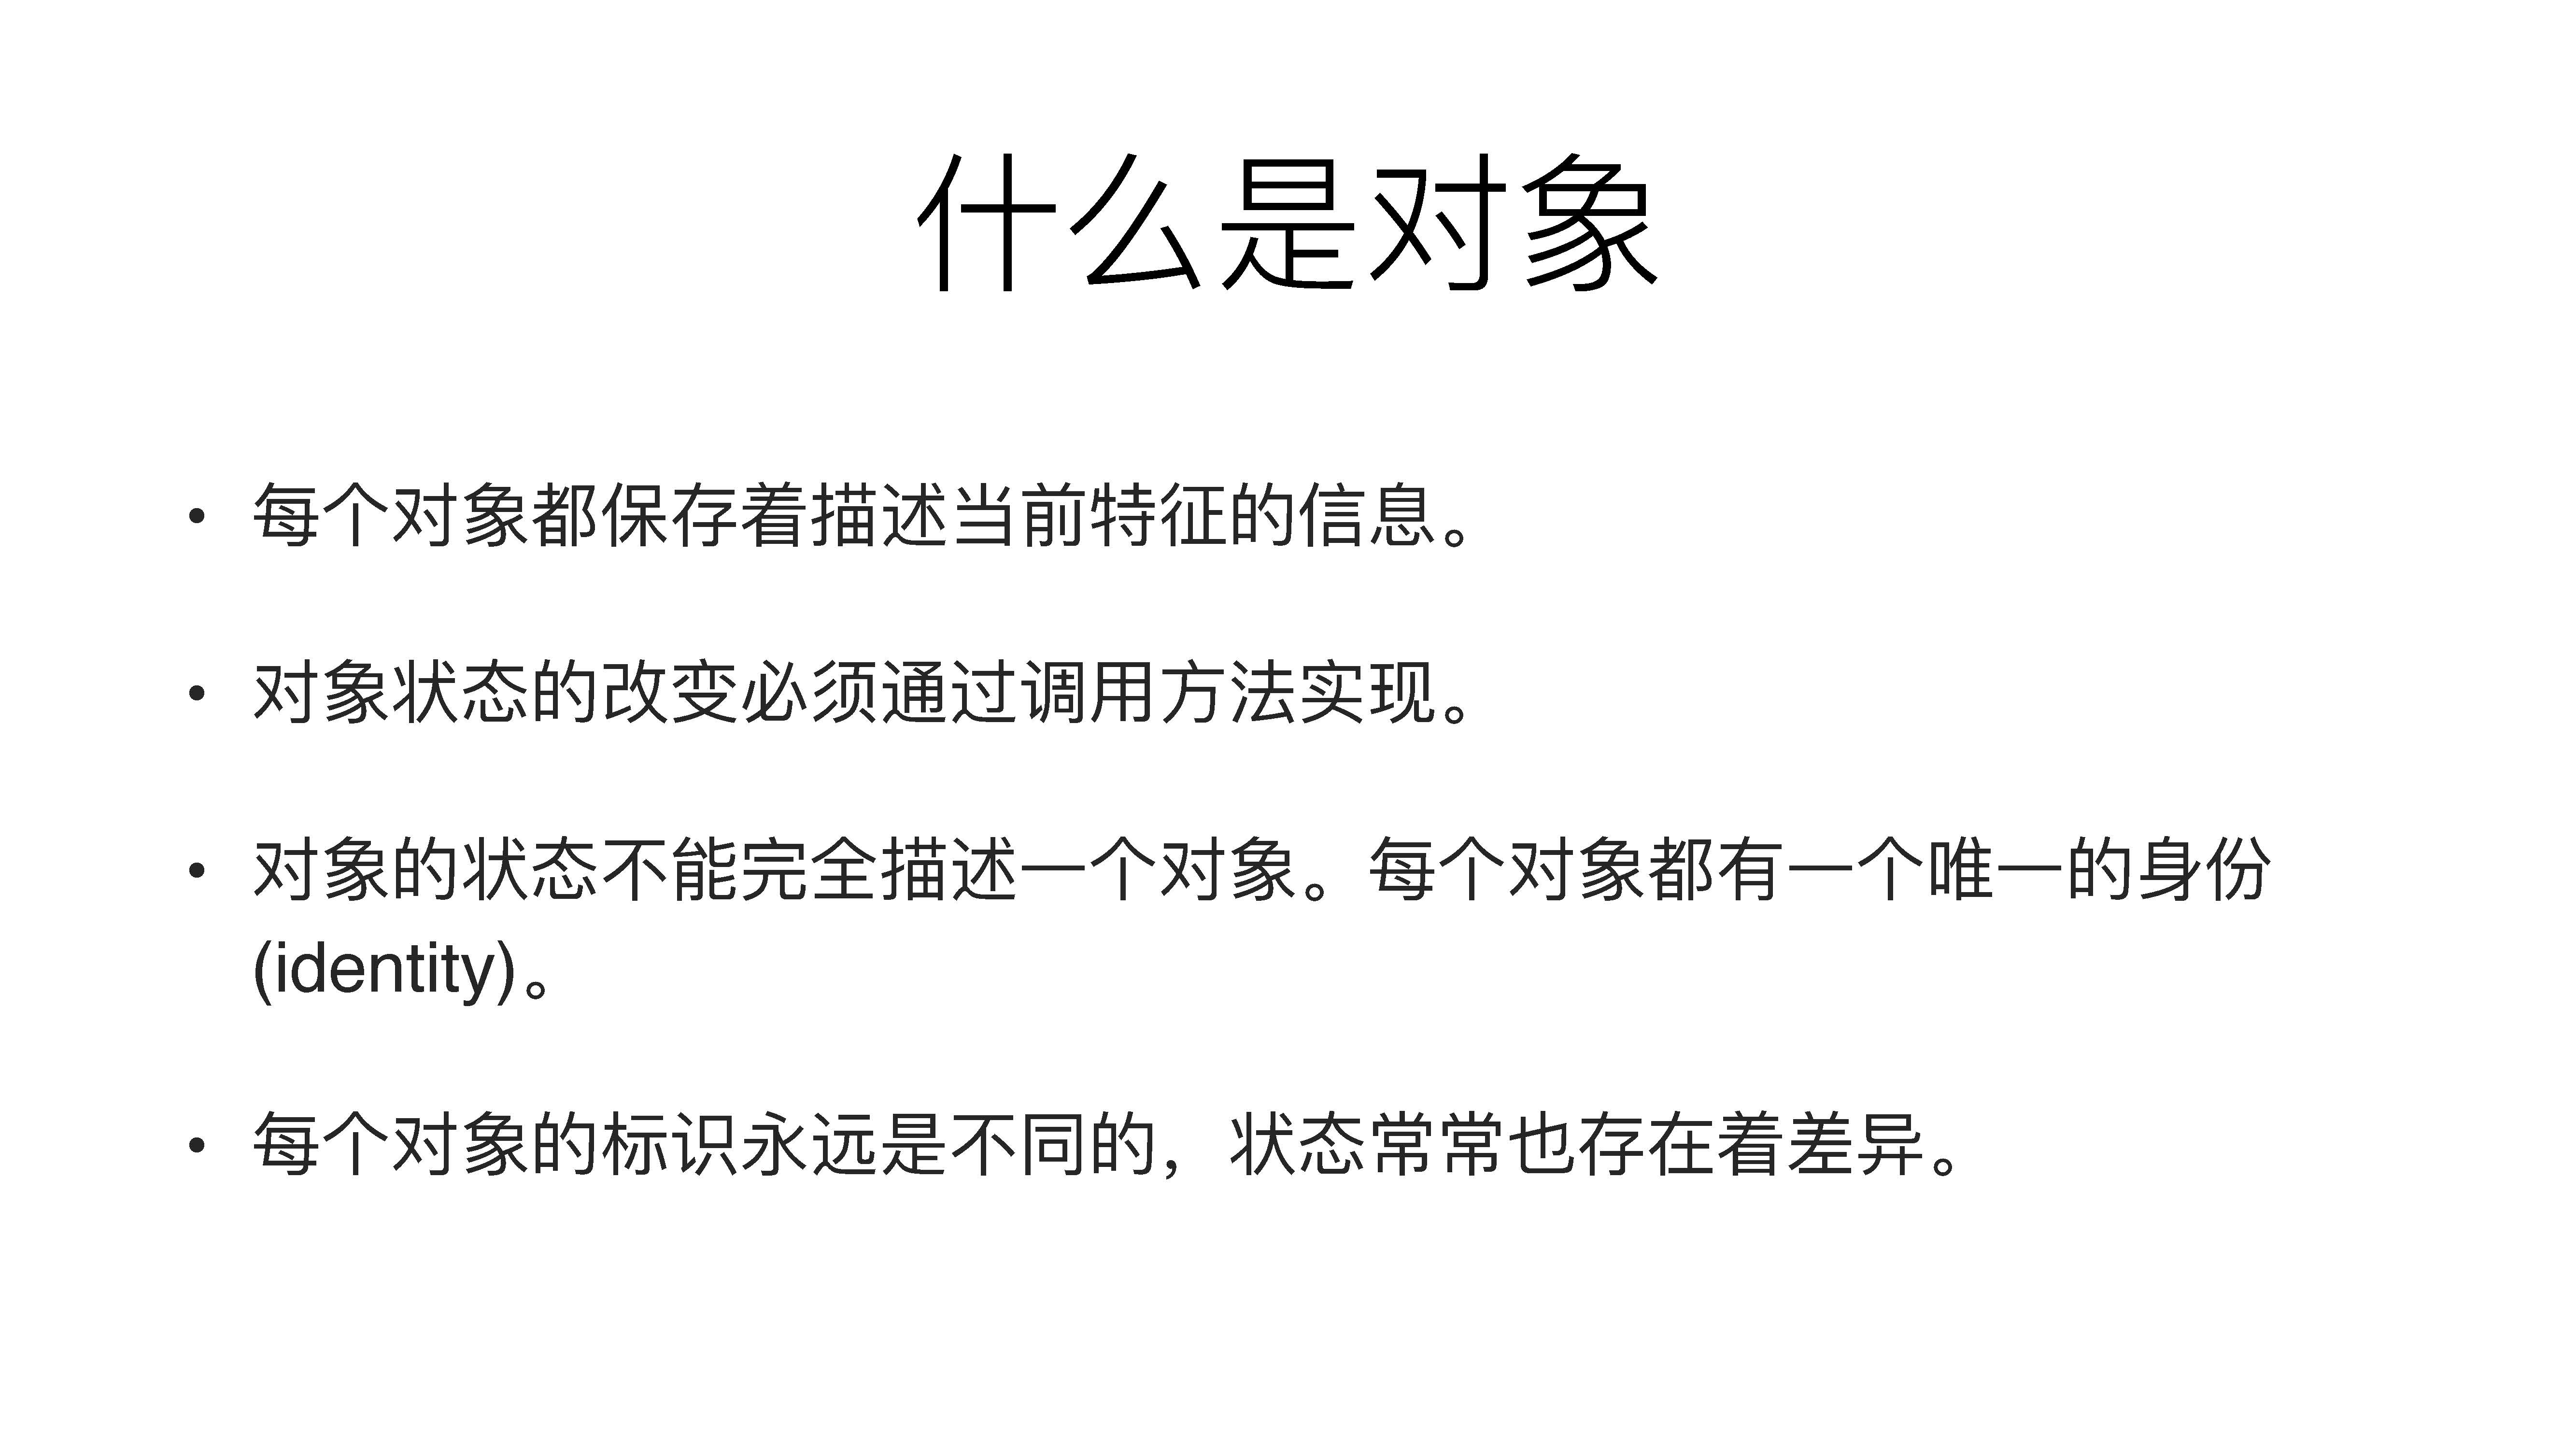 什么是对象
• 每个对象都保存着描述当前特征的信息。
• 对象状态的改变必须通过调用方法实现。
• 对象的状态不能完全描述一个对象。每个对象都有一个唯一的身份
(identity)。
• 每个对象的标识永远是不同的，状态常常也存在着差异。